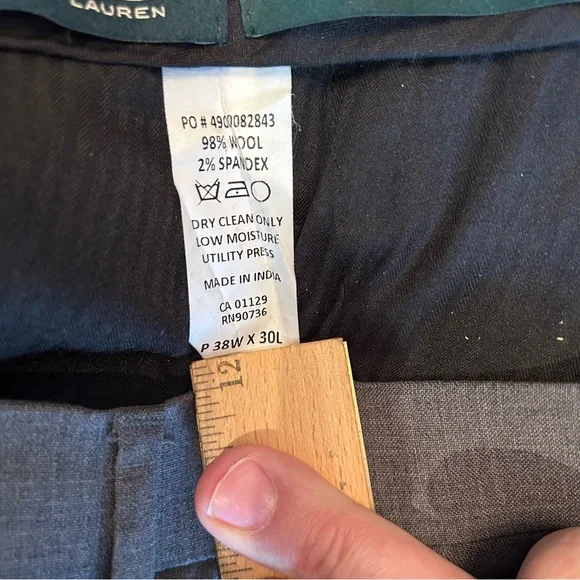 LAUREN
PO # 4900082843
98% WOOL
2% SPANDEX
DRY CLEAN ONLY
LOW MOISTURE
UTILITY PRESS
MADE IN INDIA
CA 01129
RN90736
P 38W X 30L
12